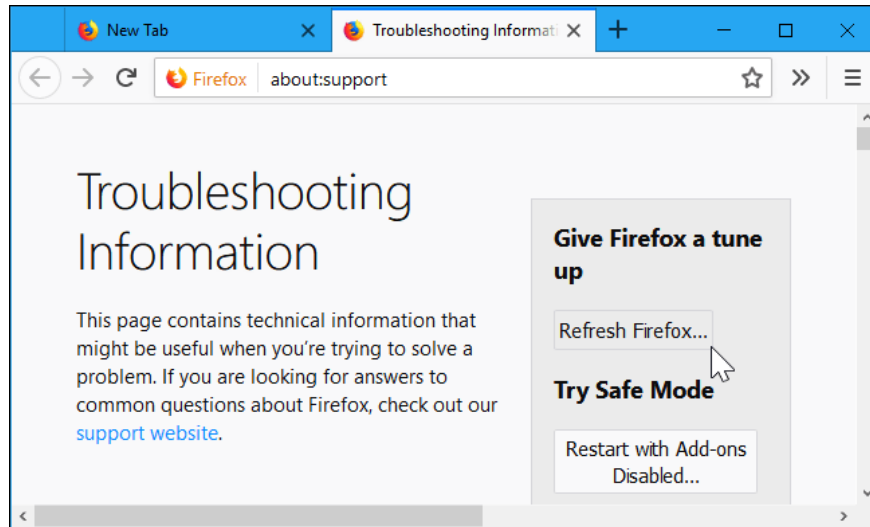 New Tab
Troubleshooting Informati
Firefox
about:support
Troubleshooting
Information
This page contains technical information that
might be useful when you're trying to solve a
problem. If you are looking for answers to
common questions about Firefox, check out our
support website.
Give Firefox a tune
up
Refresh Firefox...
Try Safe Mode
Restart with Add-ons
Disabled...